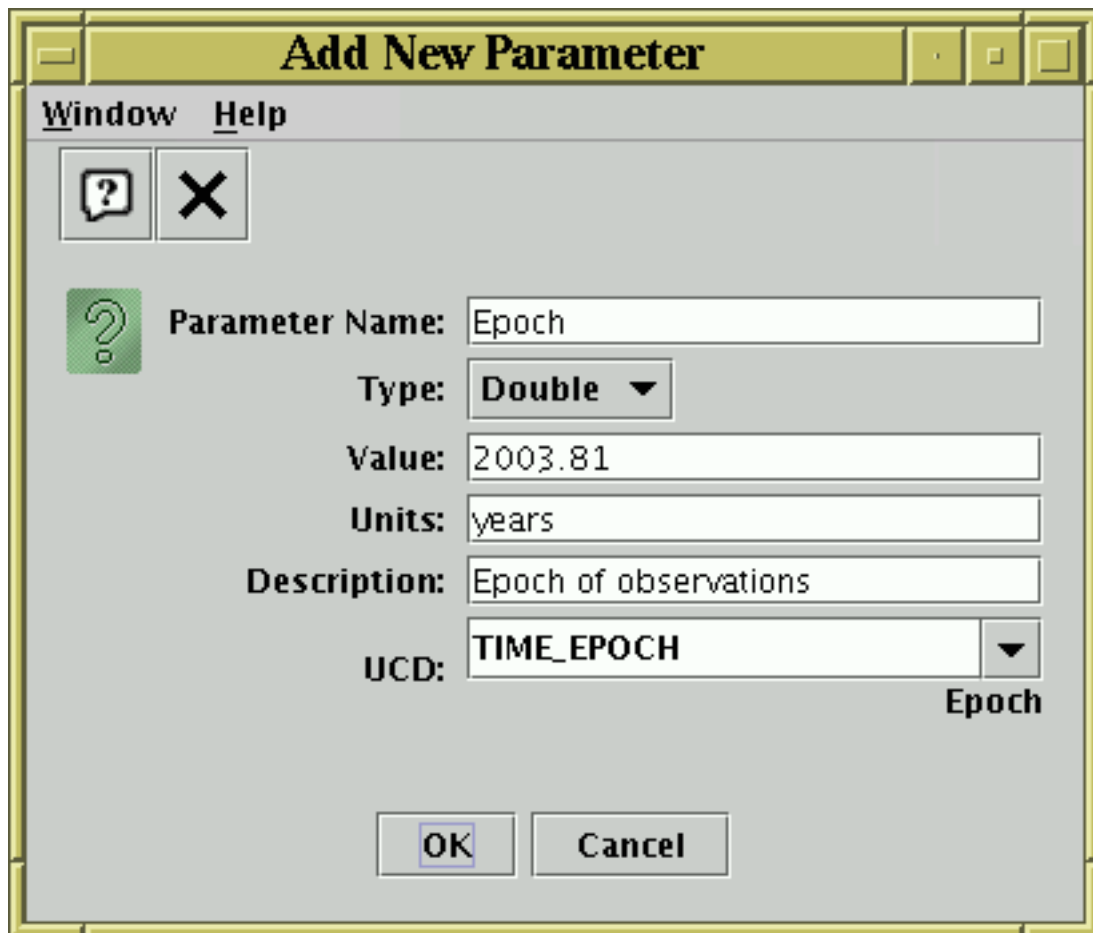 Add New Parameter
Window Help
Parameter Name: Epoch
Type: Double
Value: 2003.81
Units: years
Description: Epoch of observations
UCD: TIME_EPOCH
Epoch
OK Cancel